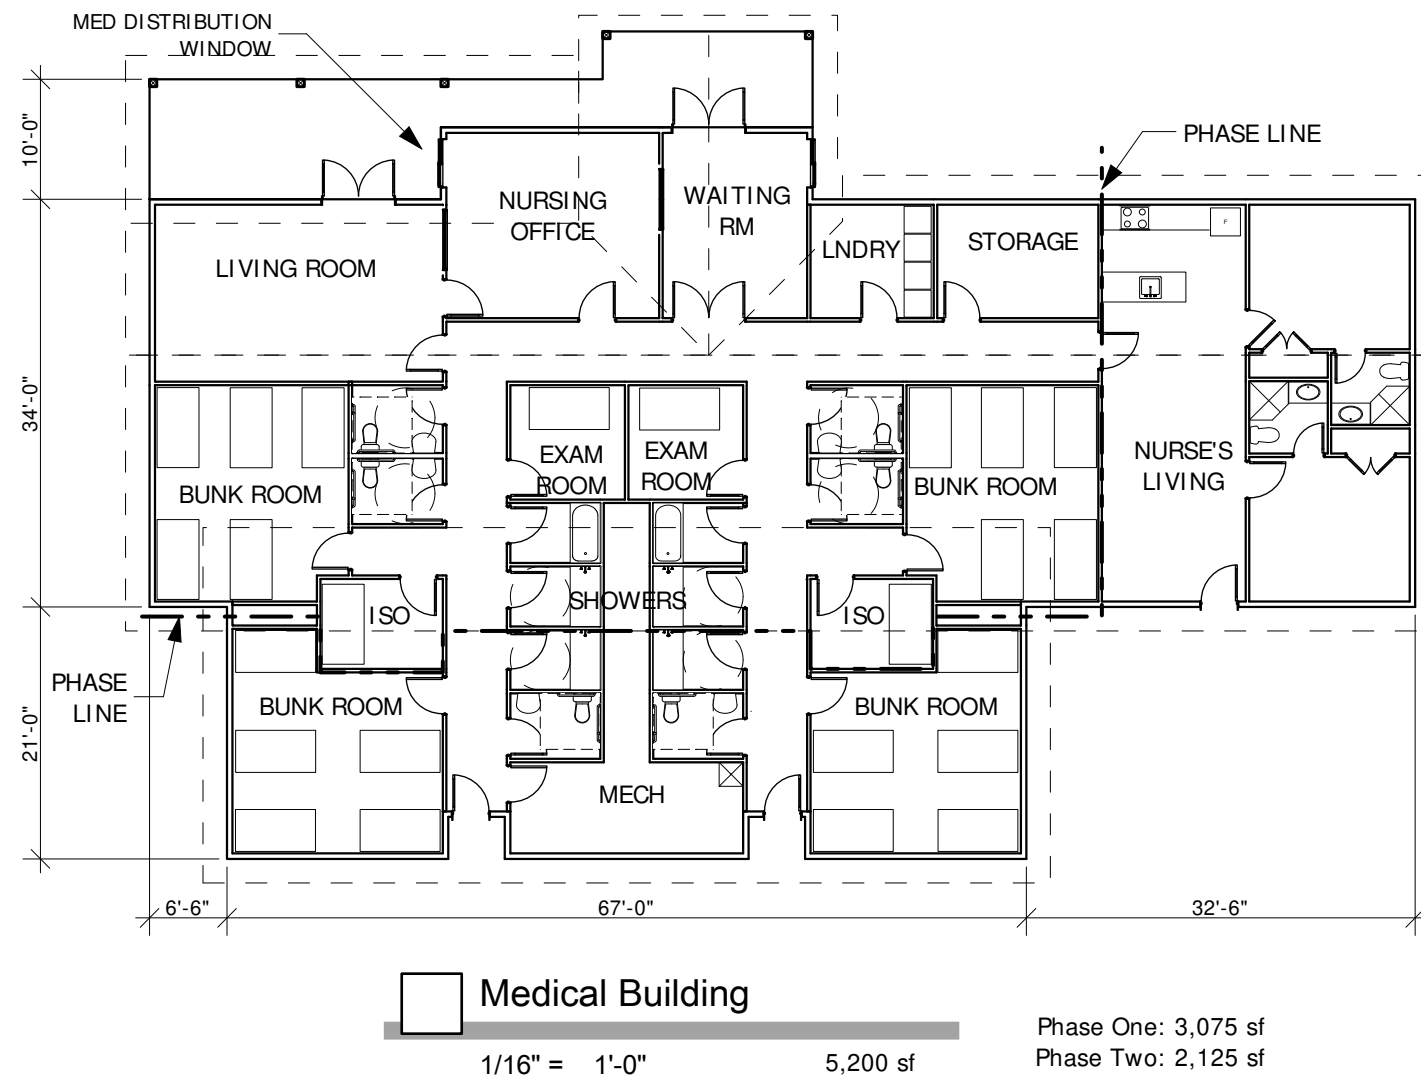 MED DISTRIBUTION
WINDOW
PHASE LINE
10'-0"
NURSING
OFFICE
WAITING
RM
LNDRY
STORAGE
LIVING ROOM
F
34'-0"
EXAM
ROOM
EXAM
ROOM
BUNK ROOM
BUNK ROOM
NURSE'S
LIVING
ISO
SHOWERS
ISO
PHASE
LINE
BUNK ROOM
BUNK ROOM
21'-0"
MECH
6'-6"
67'-0"
32'-6"
Medical Building
1/16" = 1'-0"
5,200 sf
Phase One: 3,075 sf
Phase Two: 2,125 sf